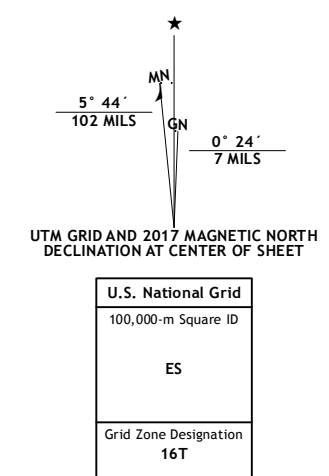 ★
M.N.
5° 44´
102 MILS
GN
0° 24´
7 MILS
UTM GRID AND 2017 MAGNETIC NORTH
DECLINATION AT CENTER OF SHEET
U.S. National Grid
100,000-m Square ID
ES
Grid Zone Designation
16T